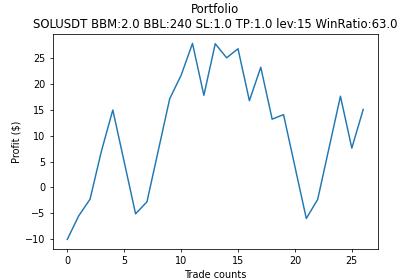 Portfolio
SOLUSDT BBM:2.0 BBL:240 SL:1.0 TP:1.0 lev:15 WinRatio:63.0
25
20
15
10
5
0
−5
−10
Profit ($)
0 5 10 15 20 25
Trade counts